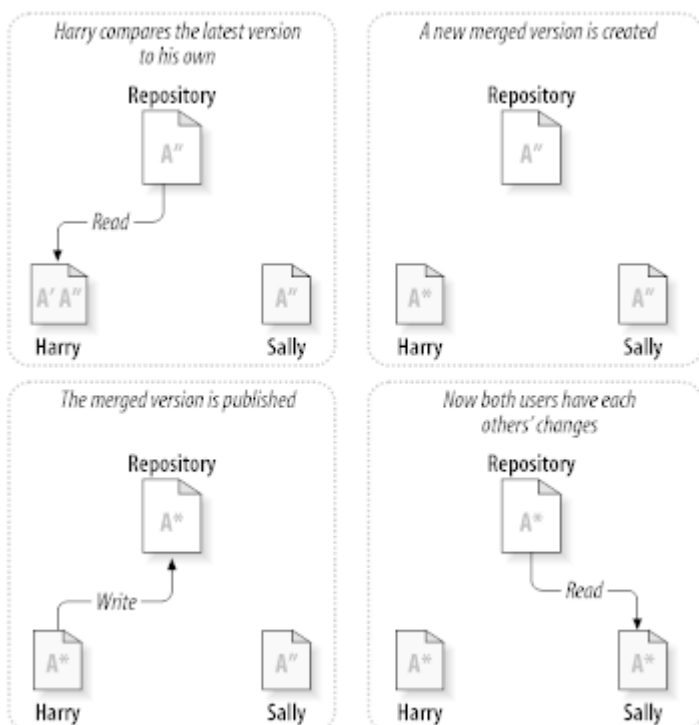 Harry compares the latest version
to his own
Repository
A″
Read
A′ A″
A″
Harry
Sally
A new merged version is created
Repository
A″
A*
A″
Harry
Sally
The merged version is published
Repository
A*
Write
A*
A″
Harry
Sally
Now both users have each
others’ changes
Repository
A*
Read
A*
A*
Harry
Sally